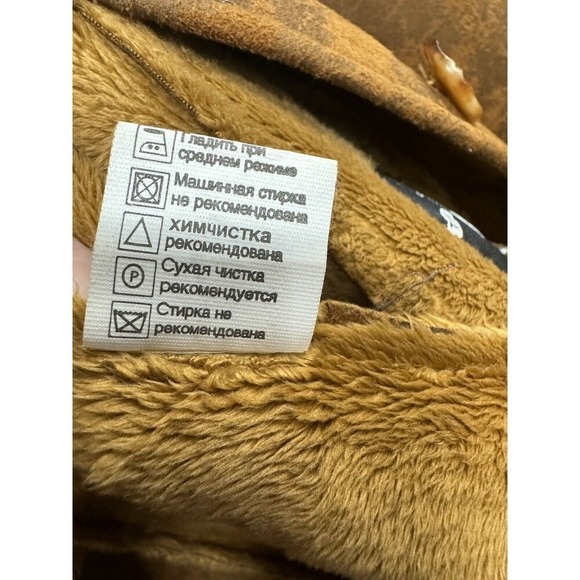 Гладить при
среднем режиме
Машинная стирка
не рекомендована
химчистка
рекомендована
P
Сухая чистка
рекомендуется
Стирка не
рекомендована